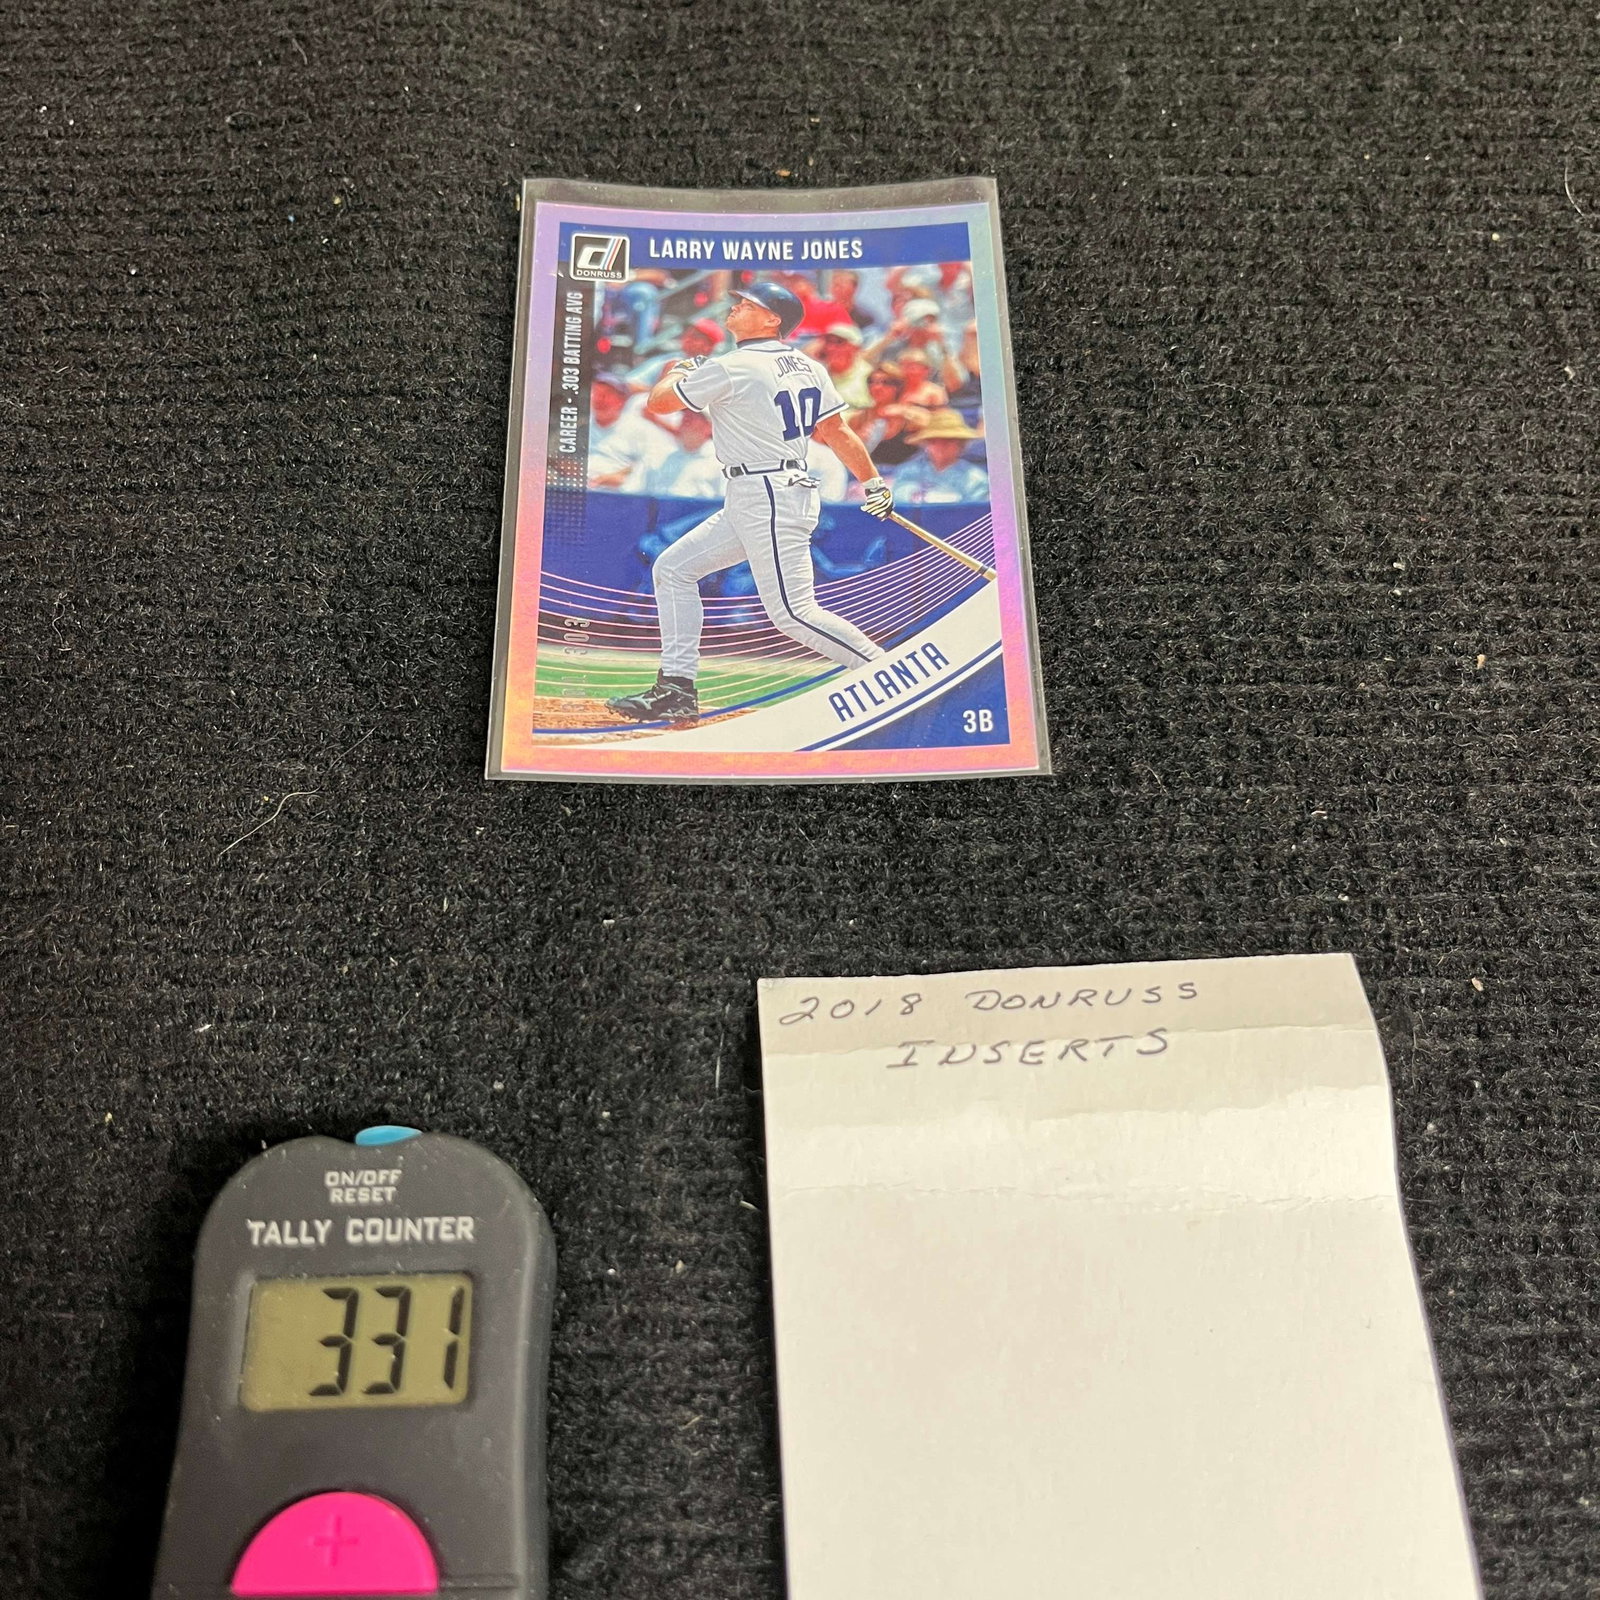 DONRUSS
LARRY WAYNE JONES
CAREER - .303 BATTING AVG
JONES
10
303
ATLANTA
3B
2018 DONRUSS
INSERTS
ON/OFF
RESET
TALLY COUNTER
331
+